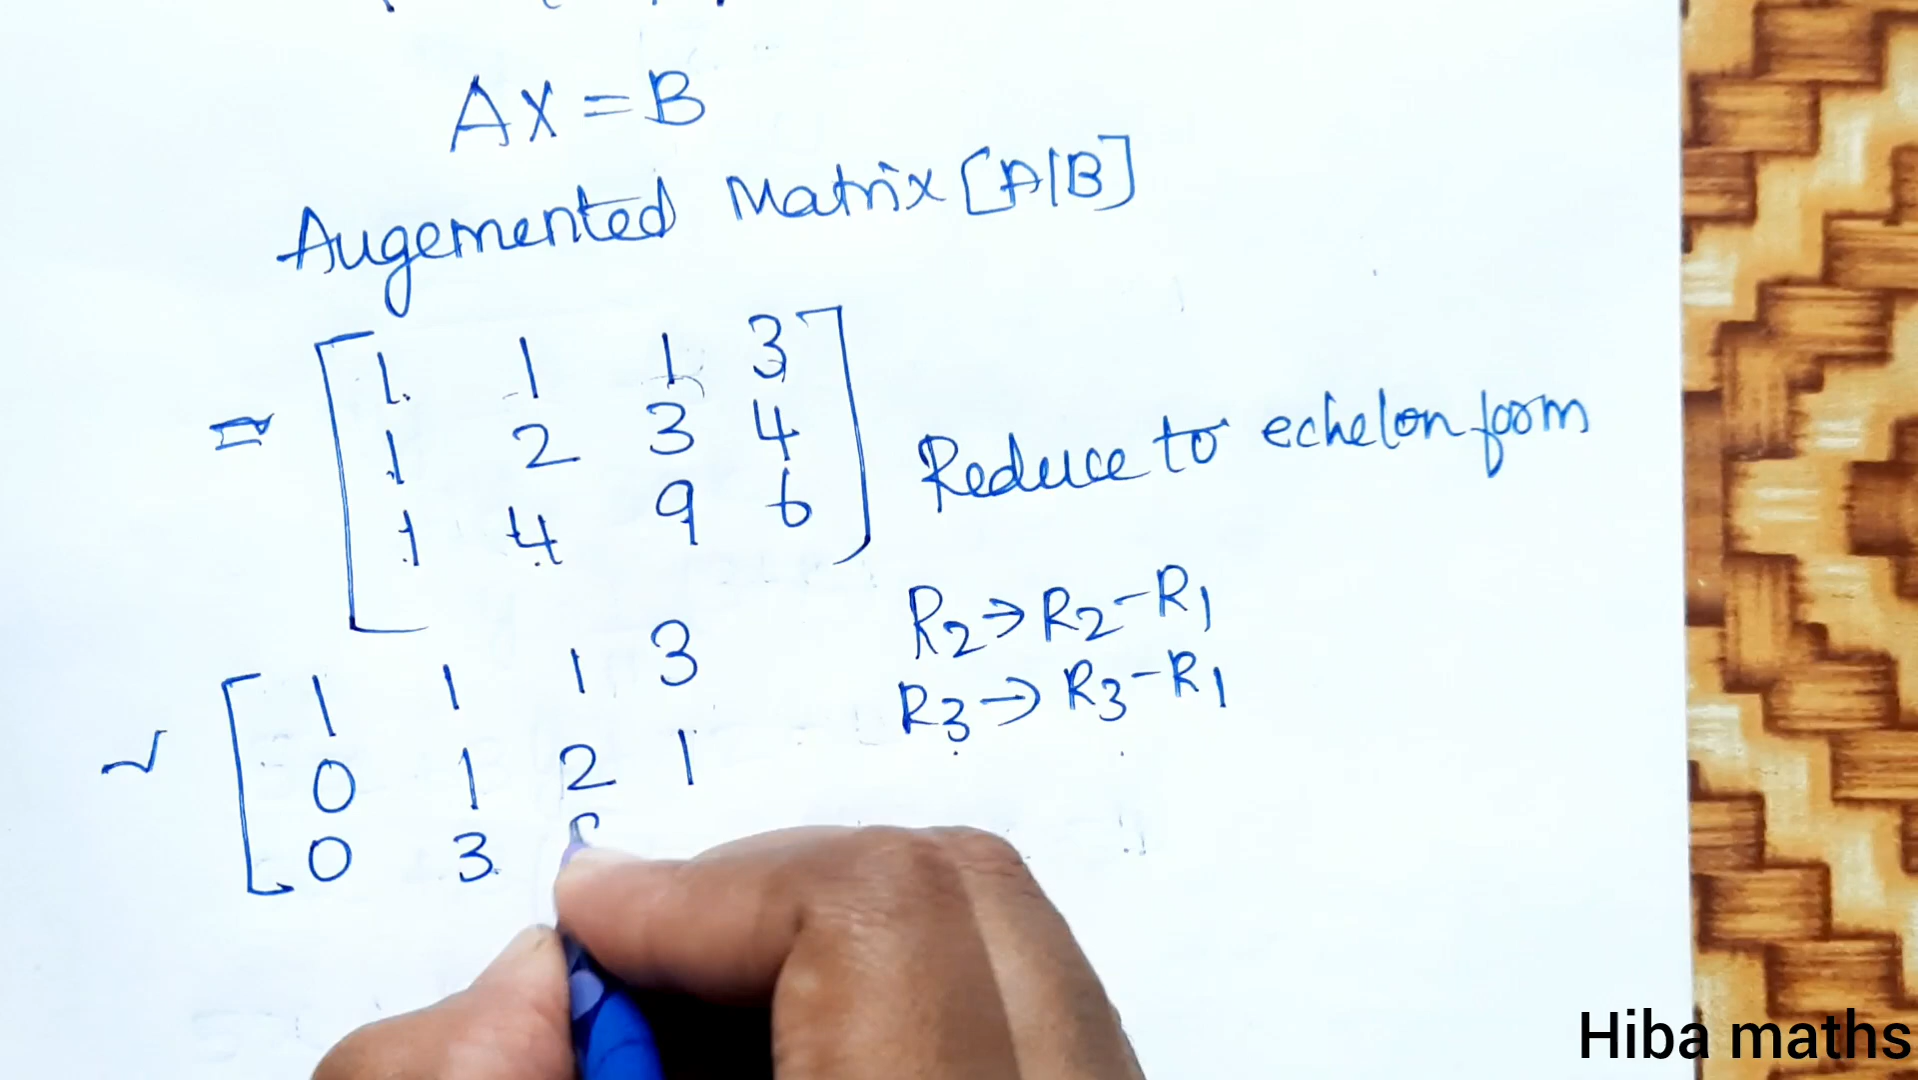 AX = B
Augemented Matrix [A|B]
= [ 1 1 1 3
1 2 3 4
1 4 9 6 ] Reduce to echelon form
R2 → R2 - R1
R3 → R3 - R1
~ [ 1 1 1 3
0 1 2 1
0 3
Hiba maths